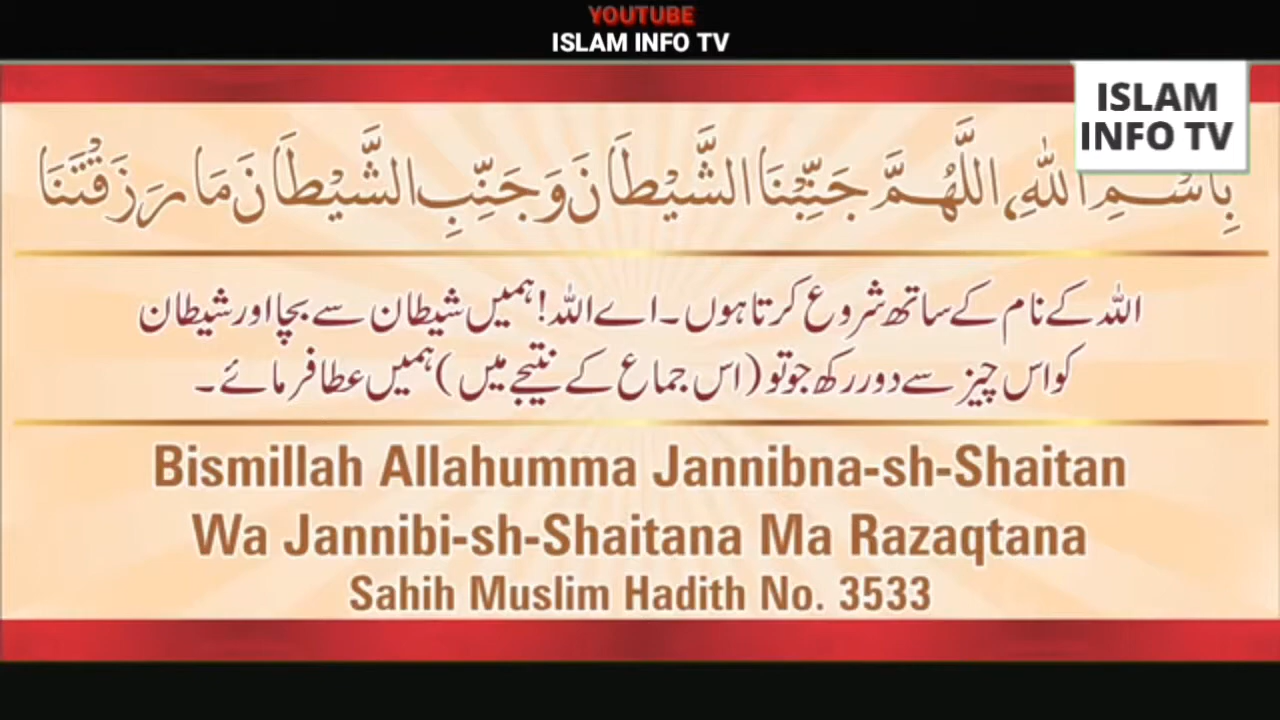 YOUTUBE
ISLAM INFO TV
ISLAM
INFO TV
بِاسْمِ اللهِ، اللَّهُمَّ جَنِّبْنَا الشَّيْطَانَ وَجَنِّبِ الشَّيْطَانَ مَا رَزَقْتَنَا
اللہ کے نام کے ساتھ شروع کرتا ہوں۔ اے اللہ! ہمیں شیطان سے بچا اور شیطان
کو اس چیز سے دور رکھ جو تو (اس جماع کے نتیجے میں) ہمیں عطا فرمائے۔
Bismillah Allahumma Jannibna-sh-Shaitan
Wa Jannibi-sh-Shaitana Ma Razaqtana
Sahih Muslim Hadith No. 3533